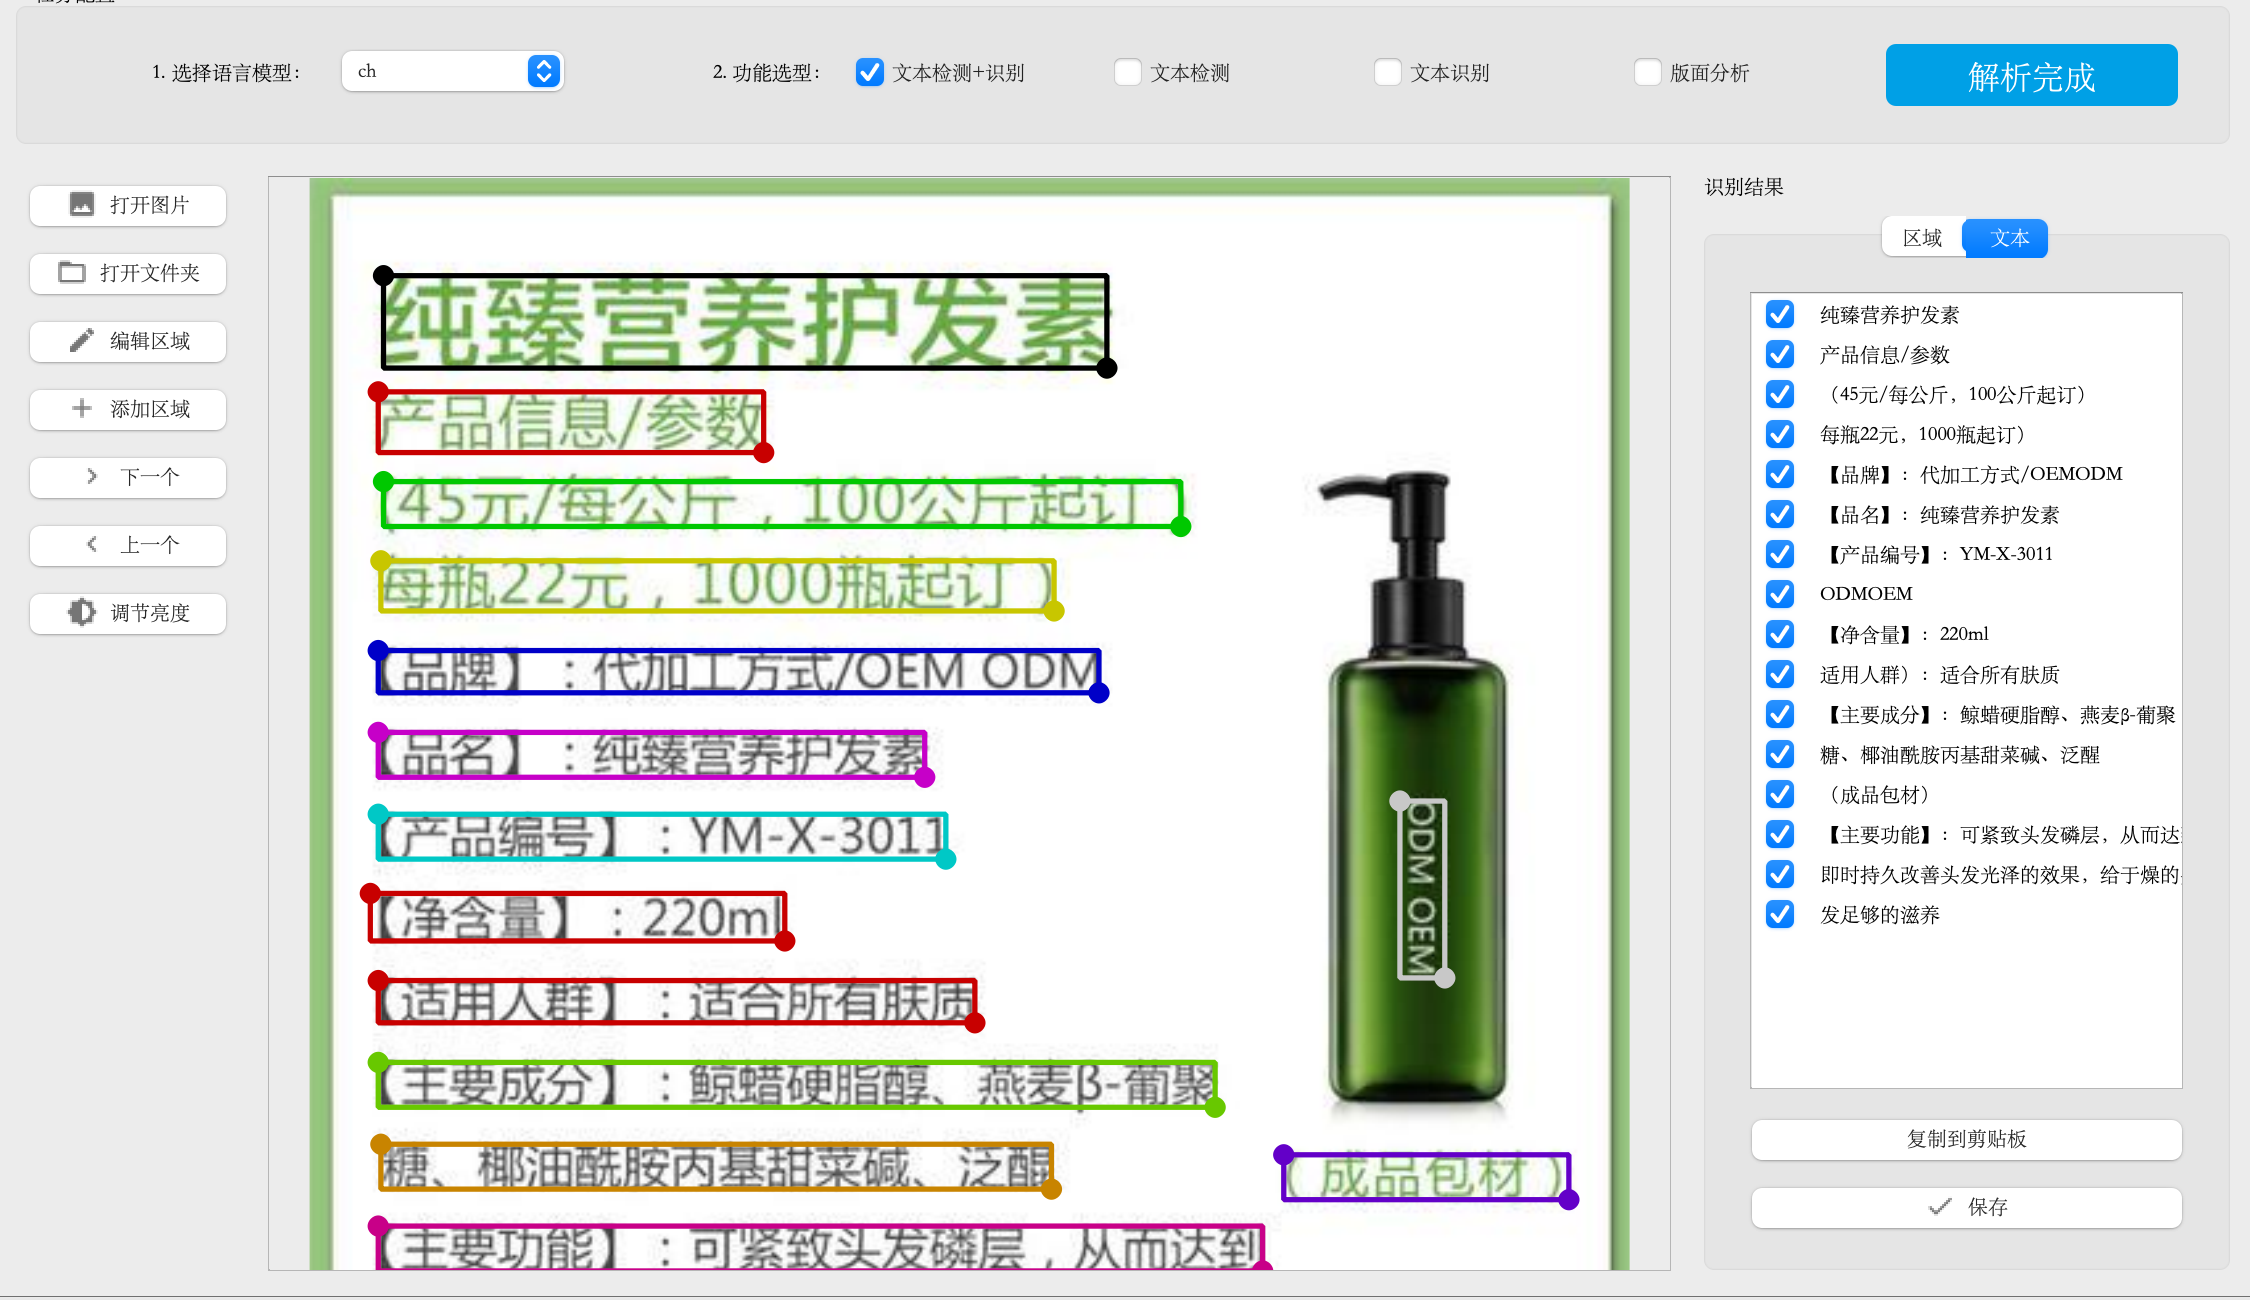 1. 选择语言模型：
ch
2. 功能选型：
文本检测+识别
文本检测
文本识别
版面分析
解析完成
打开图片
打开文件夹
编辑区域
添加区域
下一个
上一个
调节亮度
纯臻营养护发素
产品信息/参数
（45元/每公斤，100公斤起订）
每瓶22元，1000瓶起订）
【品牌】：代加工方式/OEM ODM
【品名】：纯臻营养护发素
【产品编号】：YM-X-3011
【净含量】：220ml
【适用人群】：适合所有肤质
【主要成分】：鲸蜡硬脂醇、燕麦β-葡聚
糖、椰油酰胺丙基甜菜碱、泛醌
【主要功能】：可紧致头发磷层，从而达到
ODM OEM
（成品包材）
识别结果
区域
文本
纯臻营养护发素
产品信息/参数
（45元/每公斤，100公斤起订）
每瓶22元，1000瓶起订）
【品牌】：代加工方式/OEMODM
【品名】：纯臻营养护发素
【产品编号】：YM-X-3011
ODMOEM
【净含量】：220ml
适用人群）：适合所有肤质
【主要成分】：鲸蜡硬脂醇、燕麦β-葡聚
糖、椰油酰胺丙基甜菜碱、泛醒
（成品包材）
【主要功能】：可紧致头发磷层，从而达
即时持久改善头发光泽的效果，给于燥的
发足够的滋养
复制到剪贴板
保存